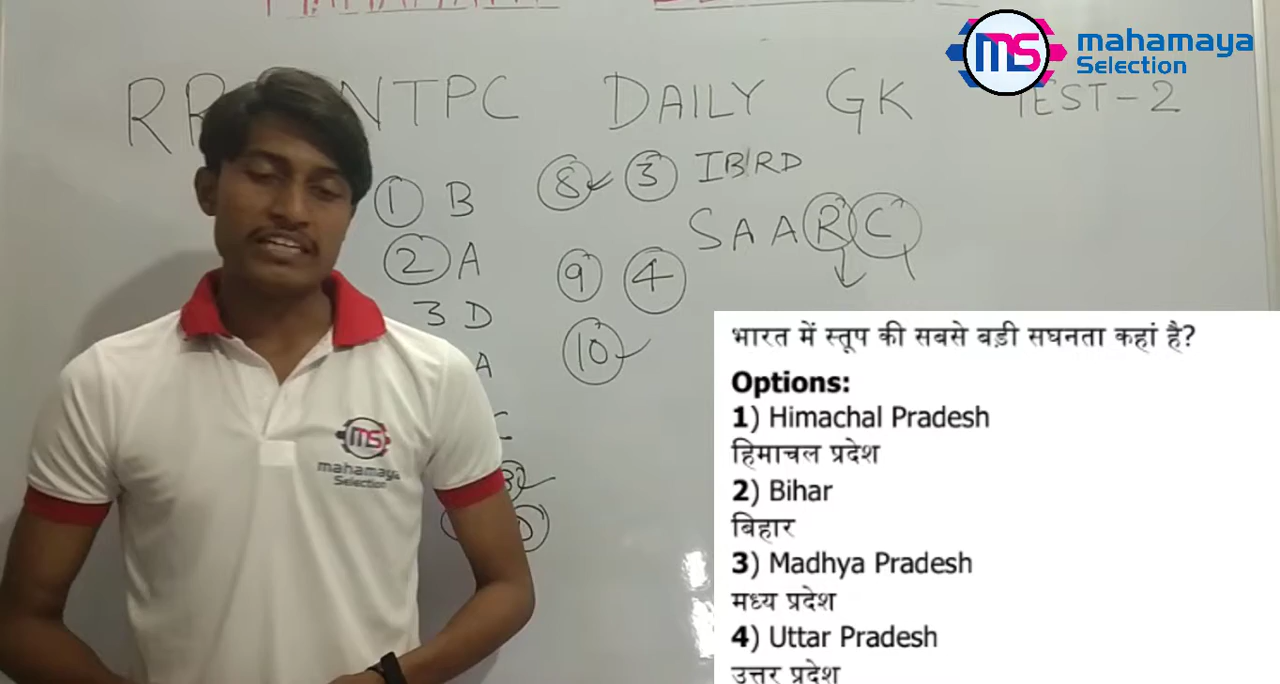 mahamaya
Selection
RR NTPC DAILY GK TEST-2
1 B
8 3 IBRD
2 A
SAARC
3 D
9 4
A
10
C
MS
mahamaya
Selection
भारत में स्तूप की सबसे बड़ी सघनता कहां है?
Options:
1) Himachal Pradesh
हिमाचल प्रदेश
2) Bihar
बिहार
3) Madhya Pradesh
मध्य प्रदेश
4) Uttar Pradesh
उत्तर प्रदेश